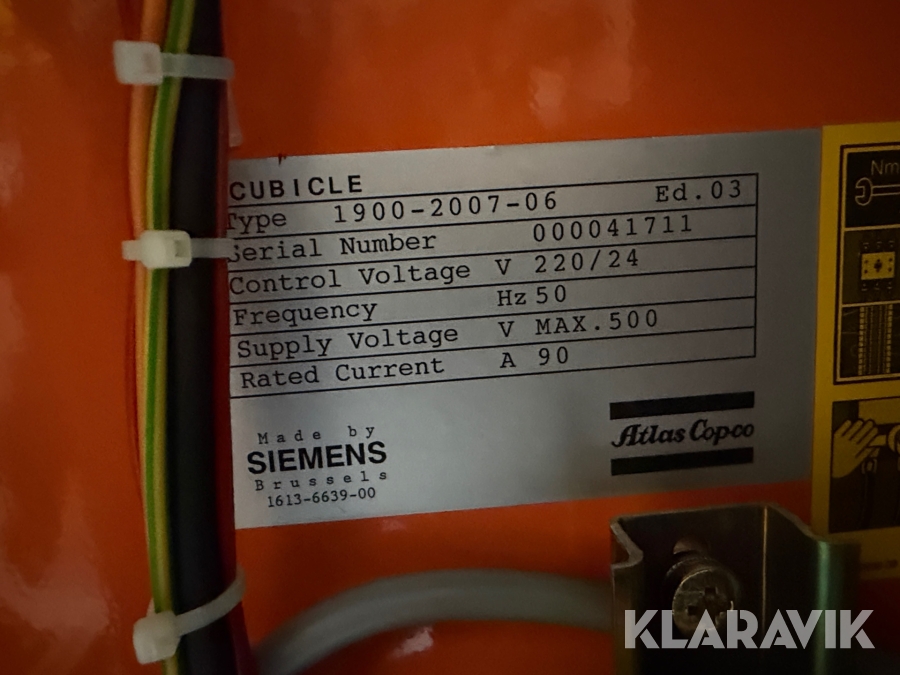 CUBICLE
Type 1900-2007-06 Ed.03
Serial Number 000041711
Control Voltage V 220/24
Frequency Hz 50
Supply Voltage V MAX.500
Rated Current A 90
Made by
SIEMENS
Brussels
1613-6639-00
Atlas Copco
Nm
KLARAVIK